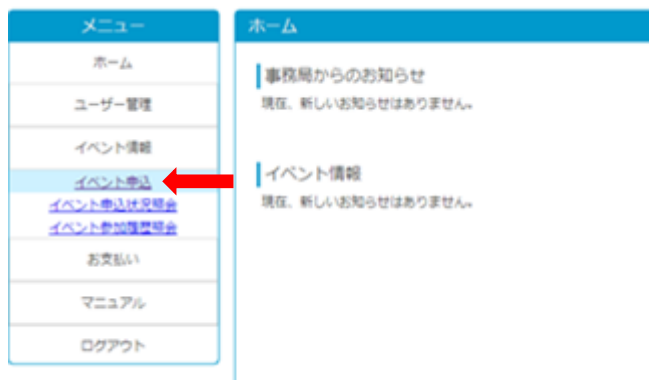 メニュー
ホーム
ユーザー管理
イベント情報
イベント申込
イベント申込状況照会
イベント参加履歴照会
お支払い
マニュアル
ログアウト
ホーム
事務局からのお知らせ
現在、新しいお知らせはありません。
イベント情報
現在、新しいお知らせはありません。